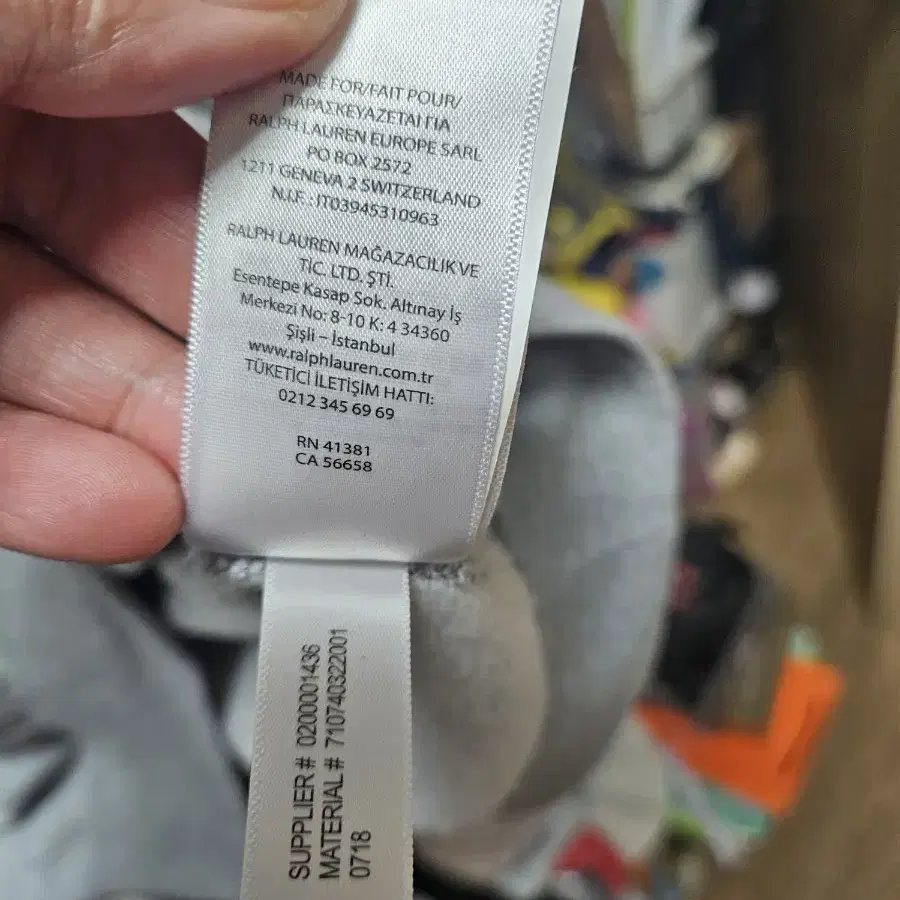 MADE FOR/FAIT POUR/
ΠΑΡΑΣΚΕΥΑΖΕΤΑΙ ΓΙΑ
RALPH LAUREN EUROPE SARL
PO BOX 2572
1211 GENEVA 2 SWITZERLAND
N.I.F. : IT03945310963
RALPH LAUREN MAĞAZACILIK VE
TİC. LTD. ŞTİ.
Esentepe Kasap Sok. Altınay İş
Merkezi No: 8-10 K: 4 34360
Şişli – İstanbul
www.ralphlauren.com.tr
TÜKETİCİ İLETİŞİM HATTI:
0212 345 69 69
RN 41381
CA 56658
SUPPLIER# 0200001436
MATERIAL# 710740322001
0718